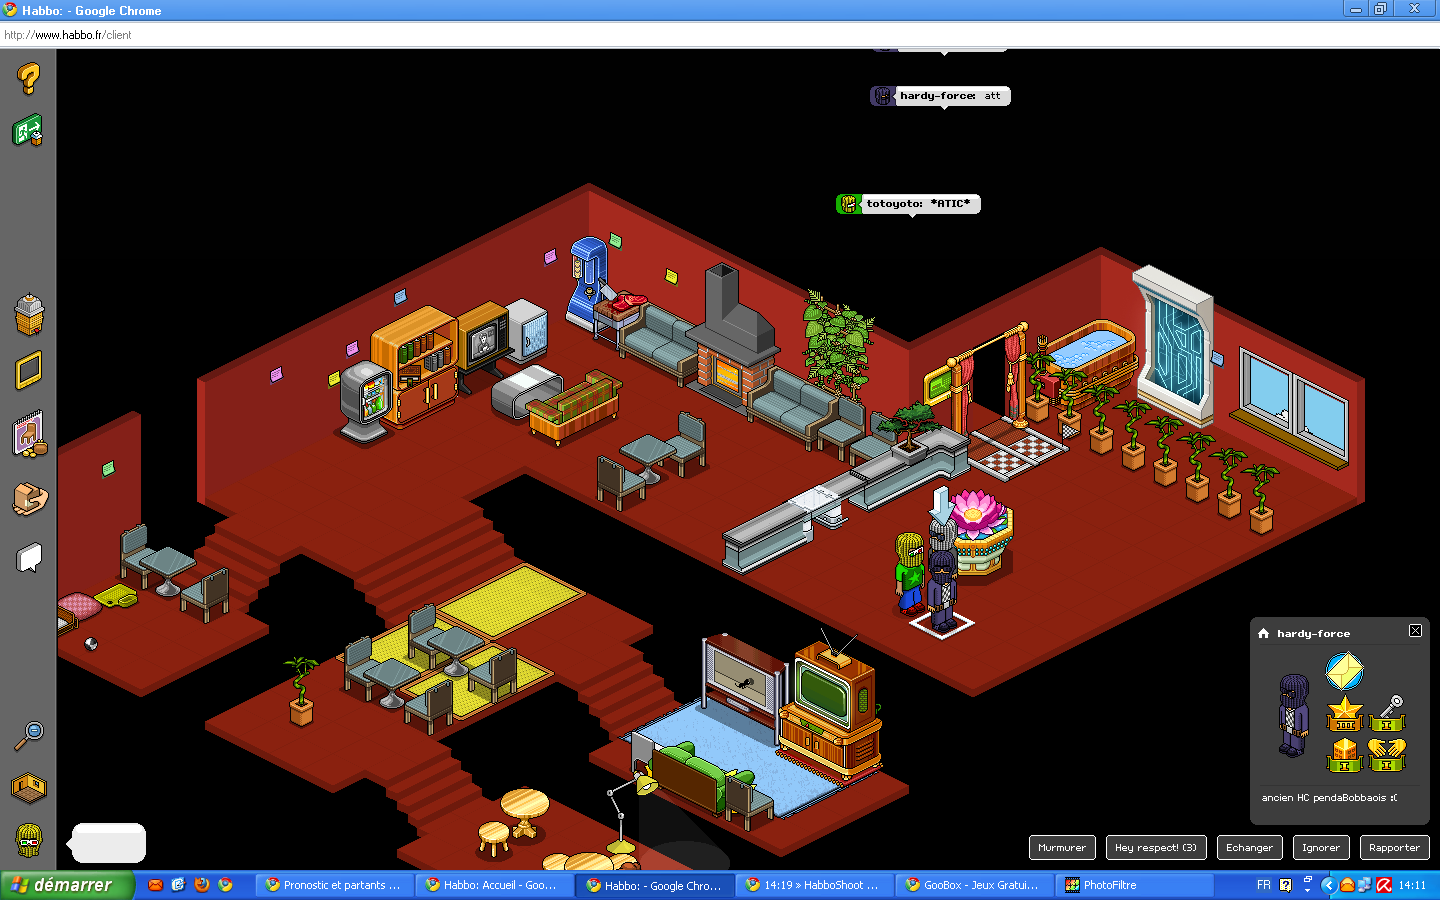 Habbo: - Google Chrome
http://www.habbo.fr/client
hardy-force: att
totoyoto: *ATIC*
hardy-force
ancien HC pendaBobbaois :(
Murmurer
Hey respect! (3)
Echanger
Ignorer
Rapporter
démarrer
Pronostic et partants ...
Habbo: Accueil - Goo...
Habbo: - Google Chro...
14:19 » HabboShoot ...
GooBox - Jeux Gratui...
PhotoFiltre
FR
14:11